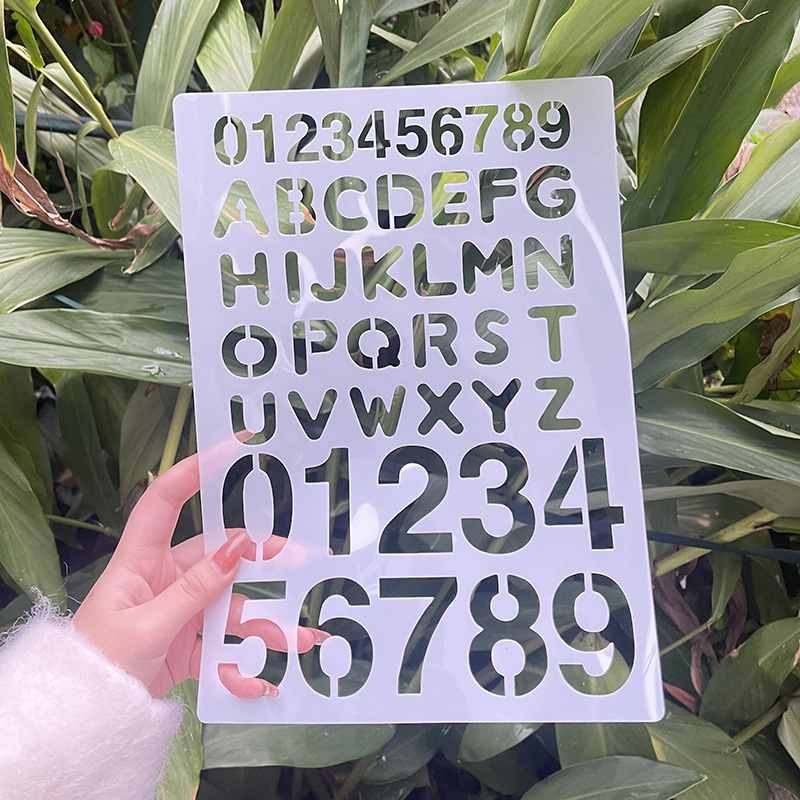 0123456789
ABCDEFG
HIJKLMN
OPQRST
UVWXYZ
01234
56789